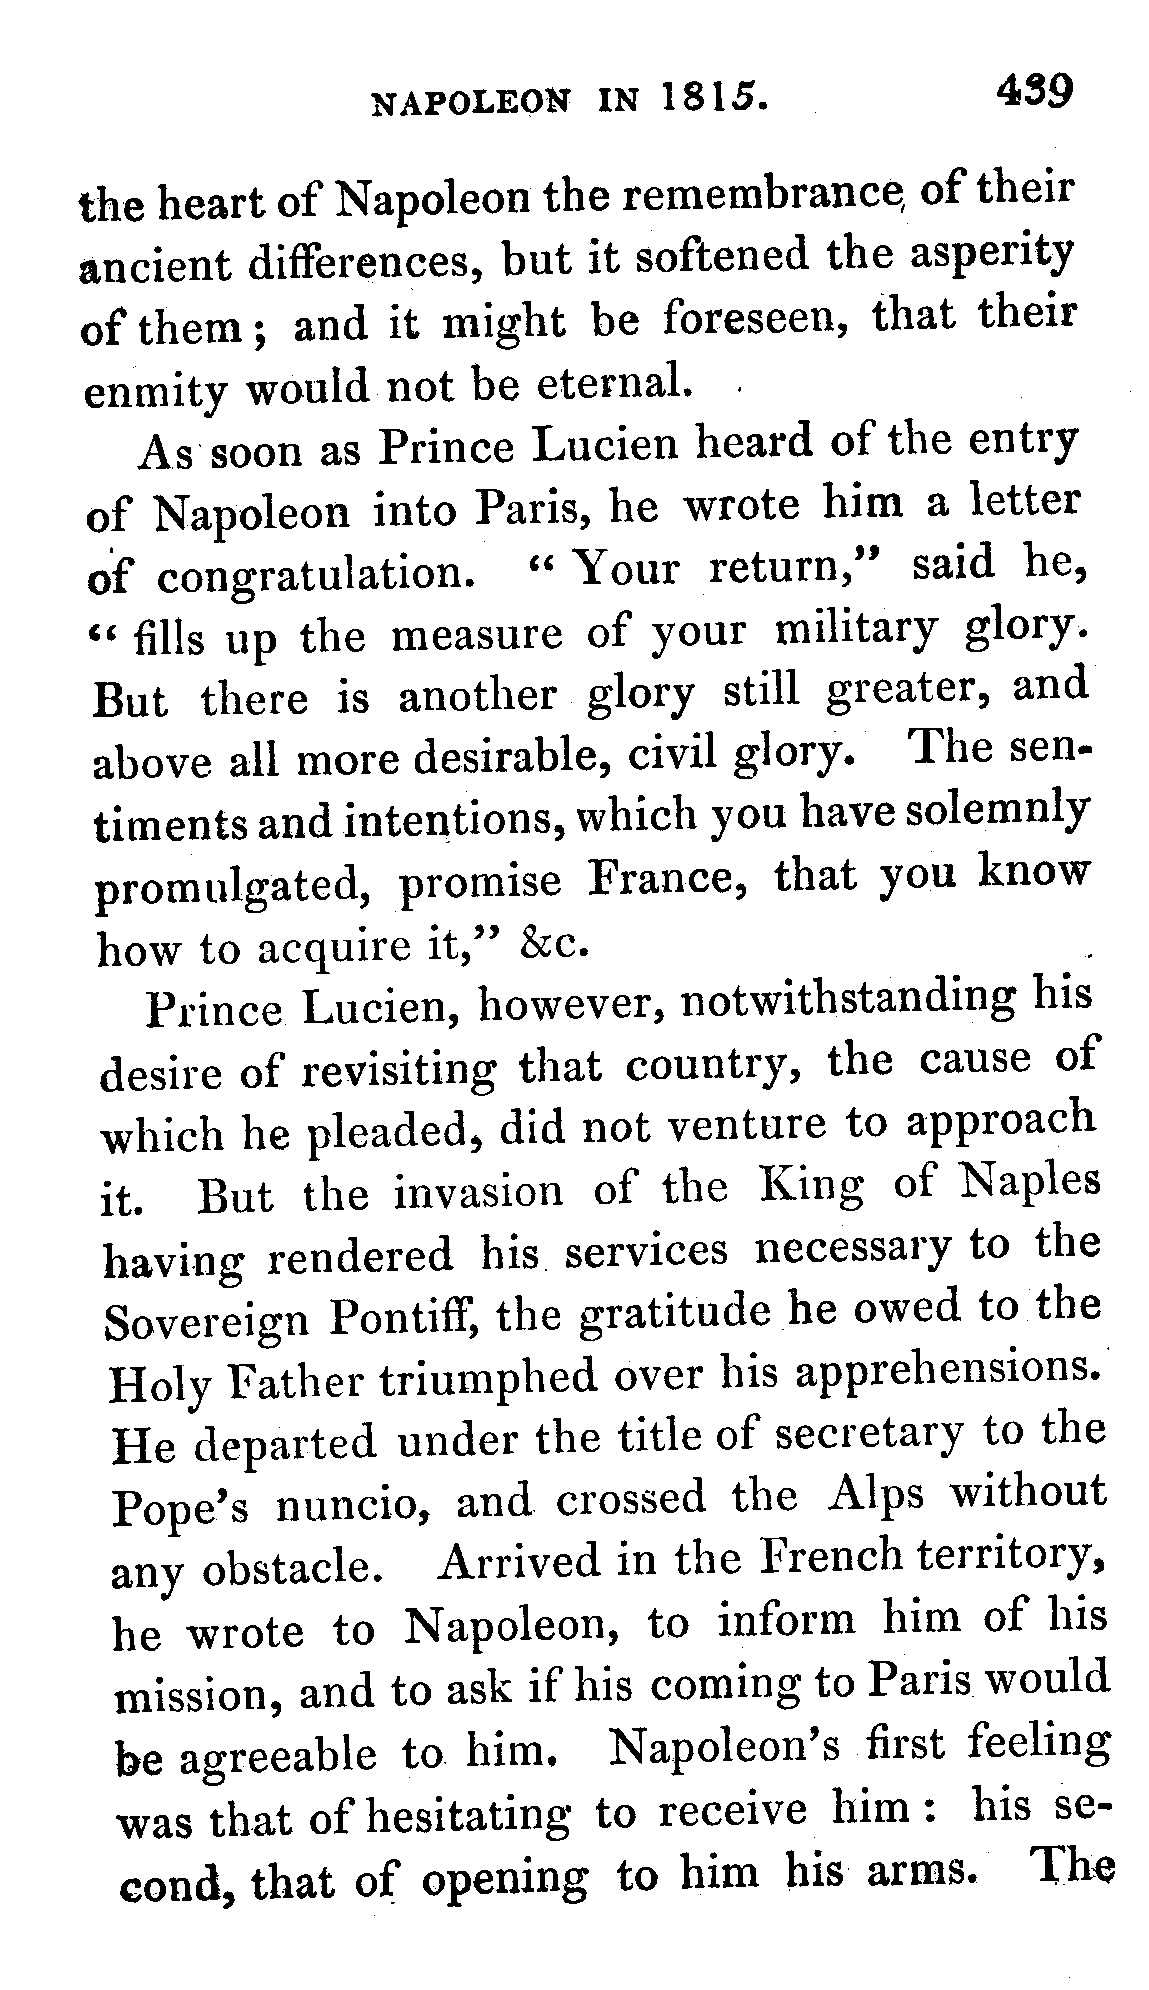 NAPOLEON IN 1815. 439
the heart of Napoleon the remembrance, of their
ancient differences, but it softened the asperity
of them; and it might be foreseen, that their
enmity would not be eternal.
As soon as Prince Lucien heard of the entry
of Napoleon into Paris, he wrote him a letter
of congratulation. “ Your return,” said he,
“ fills up the measure of your military glory.
But there is another glory still greater, and
above all more desirable, civil glory. The sen-
timents and intentions, which you have solemnly
promulgated, promise France, that you know
how to acquire it,” &c.
Prince Lucien, however, notwithstanding his
desire of revisiting that country, the cause of
which he pleaded, did not venture to approach
it. But the invasion of the King of Naples
having rendered his services necessary to the
Sovereign Pontiff, the gratitude he owed to the
Holy Father triumphed over his apprehensions.
He departed under the title of secretary to the
Pope's nuncio, and crossed the Alps without
any obstacle. Arrived in the French territory,
he wrote to Napoleon, to inform him of his
mission, and to ask if his coming to Paris would
be agreeable to him. Napoleon's first feeling
was that of hesitating to receive him : his se-
cond, that of opening to him his arms. The